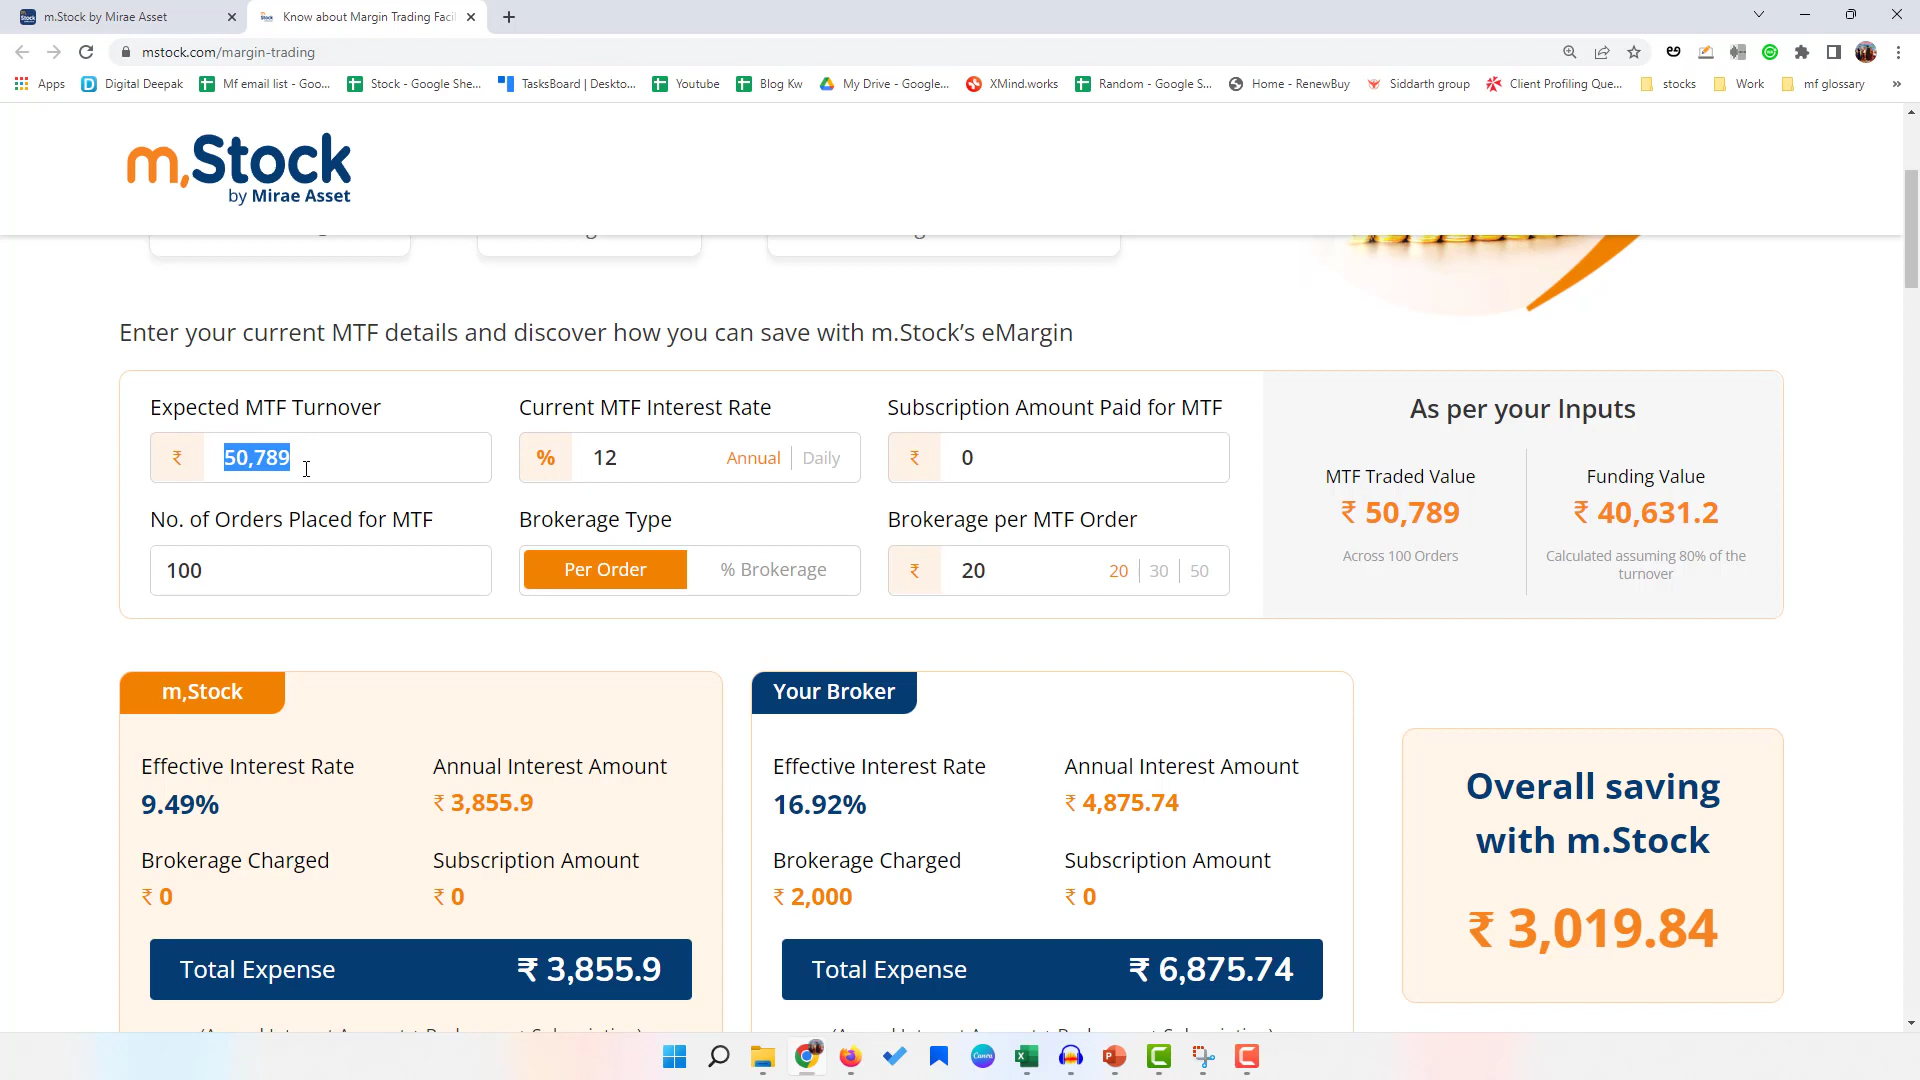 m.Stock by Mirae Asset
Know about Margin Trading Facil
mstock.com/margin-trading
Apps
Digital Deepak
Mf email list - Goo...
Stock - Google She...
TasksBoard | Deskto...
Youtube
Blog Kw
My Drive - Google...
XMind.works
Random - Google S...
Home - RenewBuy
Siddarth group
Client Profiling Que...
stocks
Work
mf glossary
»
m,Stock
by Mirae Asset
Enter your current MTF details and discover how you can save with m.Stock’s eMargin
Expected MTF Turnover
₹ 50,789
Current MTF Interest Rate
% 12 Annual Daily
Subscription Amount Paid for MTF
₹ 0
No. of Orders Placed for MTF
100
Brokerage Type
Per Order % Brokerage
Brokerage per MTF Order
₹ 20 20 30 50
As per your Inputs
MTF Traded Value
₹ 50,789
Across 100 Orders
Funding Value
₹ 40,631.2
Calculated assuming 80% of the
turnover
m,Stock
Effective Interest Rate
9.49%
Annual Interest Amount
₹ 3,855.9
Brokerage Charged
₹ 0
Subscription Amount
₹ 0
Total Expense ₹ 3,855.9
Your Broker
Effective Interest Rate
16.92%
Annual Interest Amount
₹ 4,875.74
Brokerage Charged
₹ 2,000
Subscription Amount
₹ 0
Total Expense ₹ 6,875.74
Overall saving
with m.Stock
₹ 3,019.84
Canva